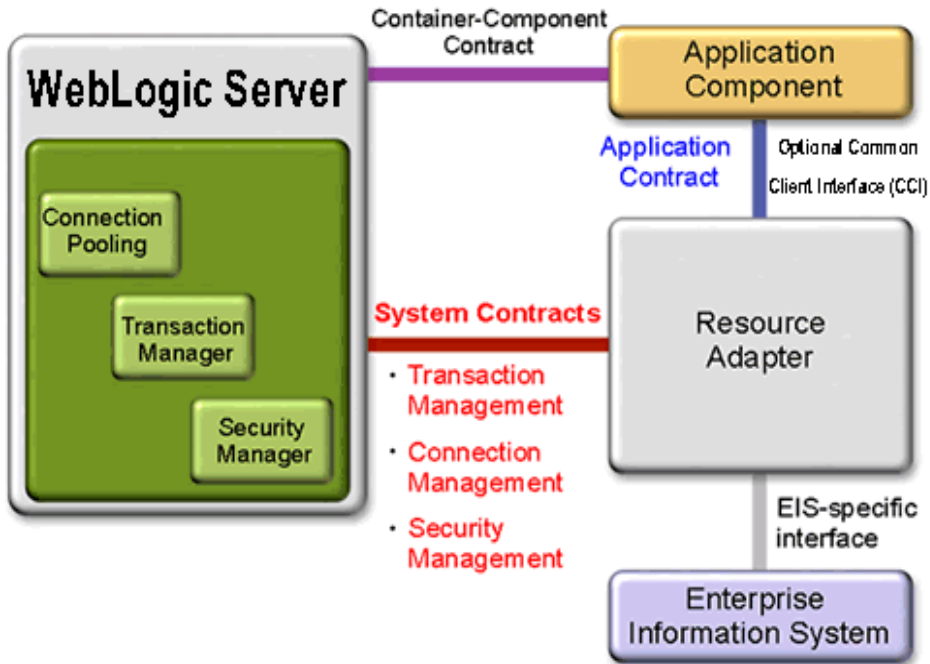 Container-Component
Contract
WebLogic Server
Application
Component
Application
Contract
Optional Common
Client Interface (CCI)
Connection
Pooling
Transaction
Manager
Security
Manager
System Contracts
· Transaction
Management
· Connection
Management
· Security
Management
Resource
Adapter
EIS-specific
interface
Enterprise
Information System